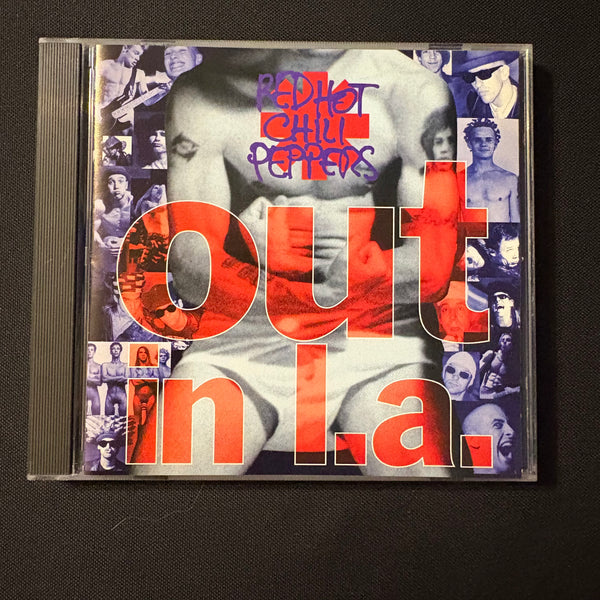 RED HOT
CHILI
PEPPERS
out
in l.a.